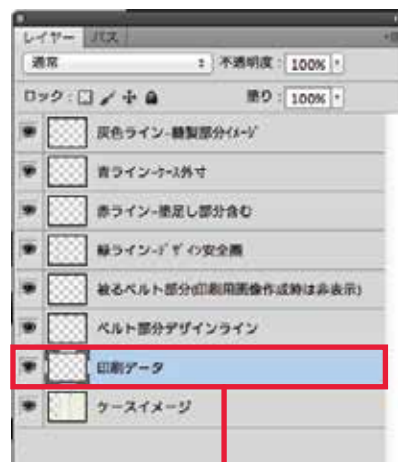 レイヤー パス
通常 不透明度: 100%
ロック: 塗り: 100%
灰色ライン-縫製部分イメージ
青ライン-ケース外寸
赤ライン-塗足し部分含む
緑ライン-デザイン安全圏
被るベルト部分(印刷用画像作成時は非表示)
ベルト部分デザインライン
印刷データ
ケースイメージ